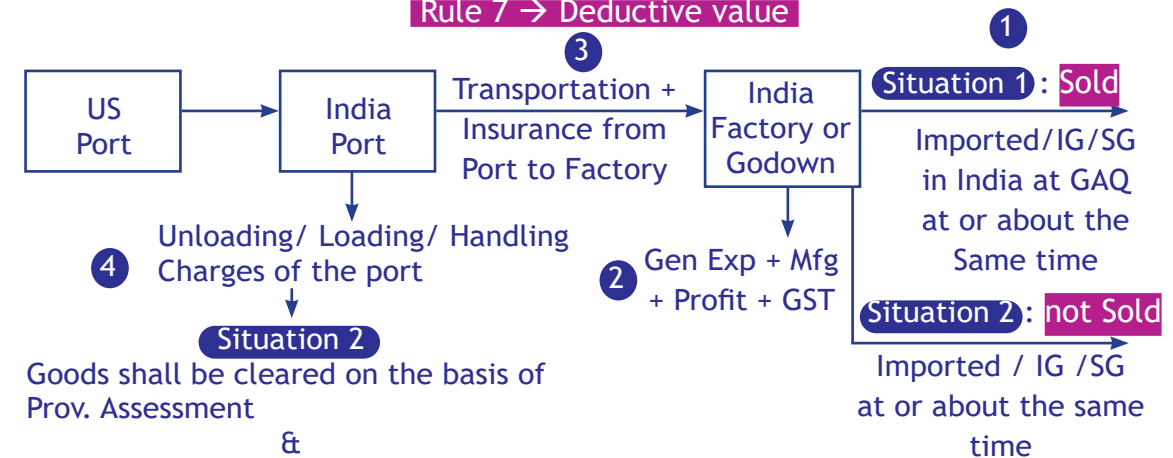 Rule 7 → Deductive value
1
3
US
Port
India
Port
Transportation +
Insurance from
Port to Factory
India
Factory or
Godown
Situation 1 : Sold
Imported/IG/SG
in India at GAQ
at or about the
Same time
4
Unloading/ Loading/ Handling
Charges of the port
2
Gen Exp + Mfg
+ Profit + GST
Situation 2 : not Sold
Imported / IG /SG
at or about the same
time
Situation 2
Goods shall be cleared on the basis of
Prov. Assessment
&